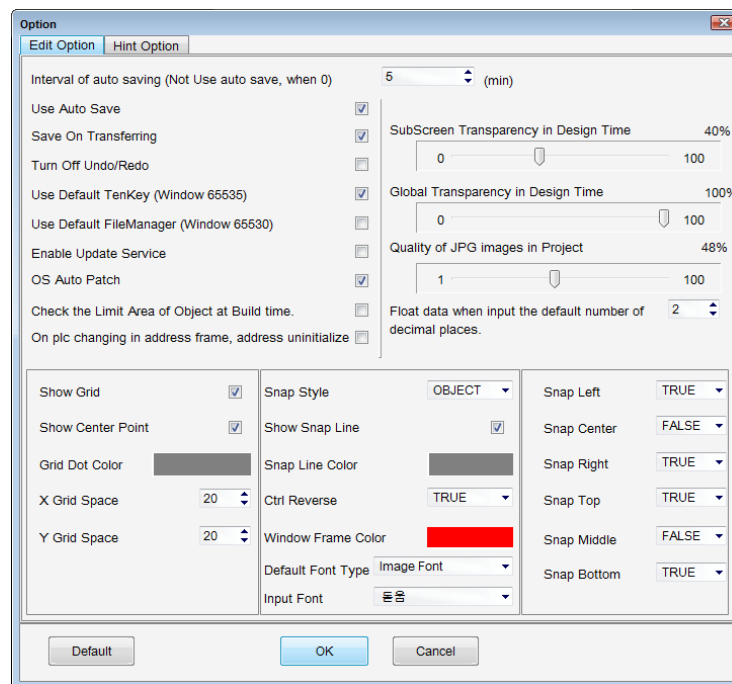 Option
Edit Option Hint Option
Interval of auto saving (Not Use auto save, when 0) 5 (min)
Use Auto Save
Save On Transferring
Turn Off Undo/Redo
Use Default TenKey (Window 65535)
Use Default FileManager (Window 65530)
Enable Update Service
OS Auto Patch
Check the Limit Area of Object at Build time.
On plc changing in address frame, address uninitialize
SubScreen Transparency in Design Time 40%
0 100
Global Transparency in Design Time 100%
0 100
Quality of JPG images in Project 48%
1 100
Float data when input the default number of 2
decimal places.
Show Grid
Show Center Point
Grid Dot Color
X Grid Space 20
Y Grid Space 20
Snap Style OBJECT
Show Snap Line
Snap Line Color
Ctrl Reverse TRUE
Window Frame Color
Default Font Type Image Font
Input Font 돋움
Snap Left TRUE
Snap Center FALSE
Snap Right TRUE
Snap Top TRUE
Snap Middle FALSE
Snap Bottom TRUE
Default OK Cancel